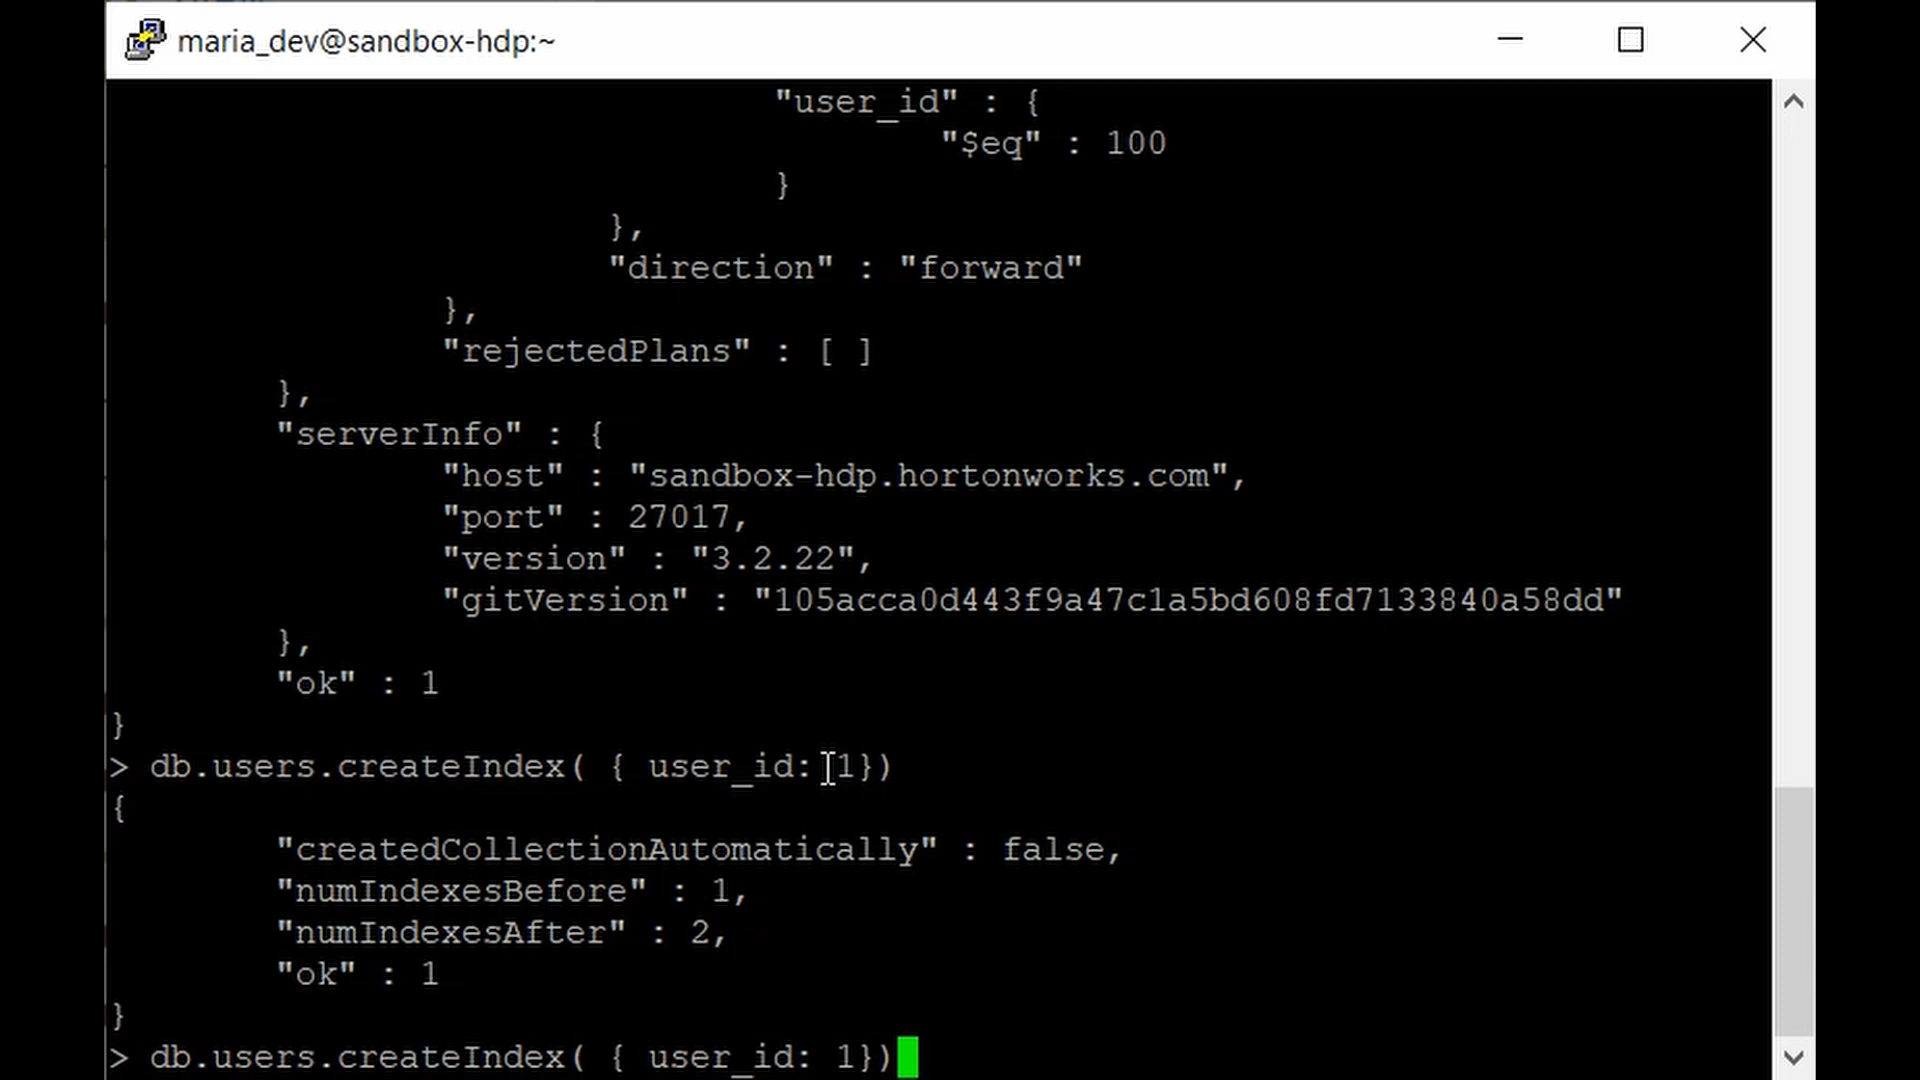 maria_dev@sandbox-hdp:~
"user_id" : {
"$eq" : 100
}
},
"direction" : "forward"
},
"rejectedPlans" : [ ]
},
"serverInfo" : {
"host" : "sandbox-hdp.hortonworks.com",
"port" : 27017,
"version" : "3.2.22",
"gitVersion" : "105acca0d443f9a47c1a5bd608fd7133840a58dd"
},
"ok" : 1
}
> db.users.createIndex( { user_id: 1})
{
"createdCollectionAutomatically" : false,
"numIndexesBefore" : 1,
"numIndexesAfter" : 2,
"ok" : 1
}
> db.users.createIndex( { user_id: 1})